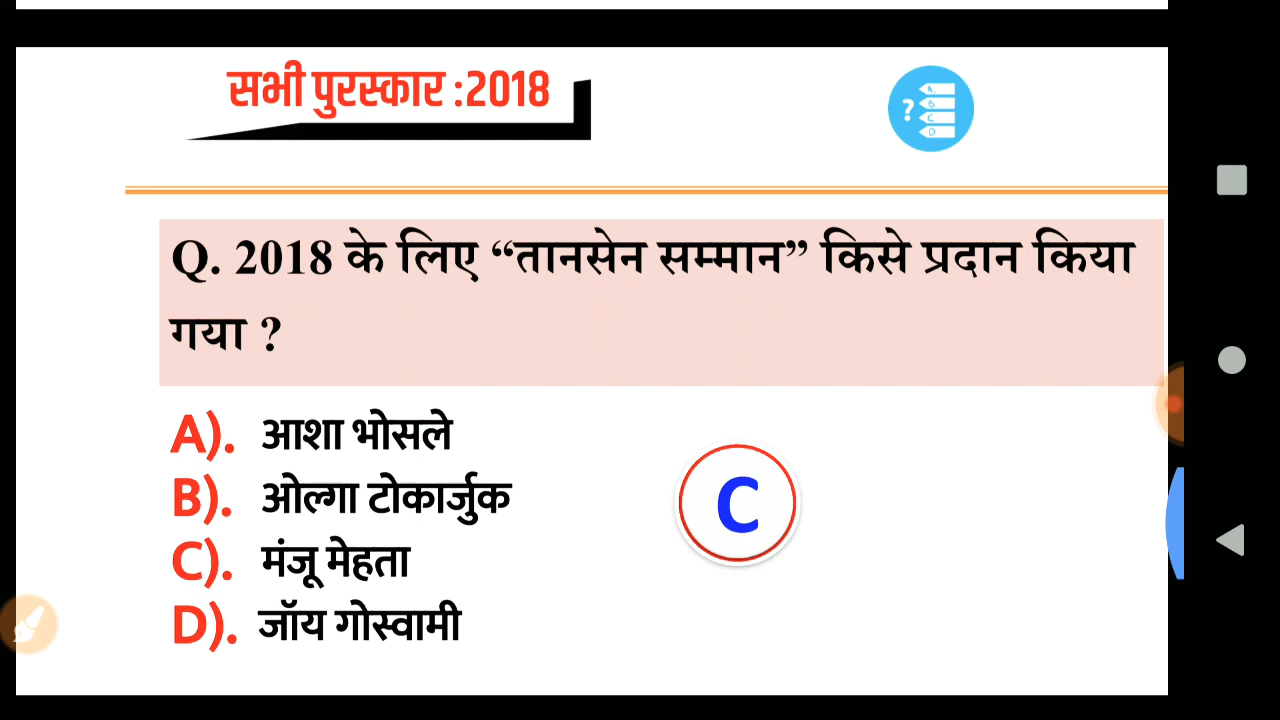 सभी पुरस्कार :2018
?
A
B
C
D
Q. 2018 के लिए “तानसेन सम्मान” किसे प्रदान किया
गया ?
A). आशा भोसले
B). ओल्गा टोकार्जुक
C). मंजू मेहता
D). जॉय गोस्वामी
C